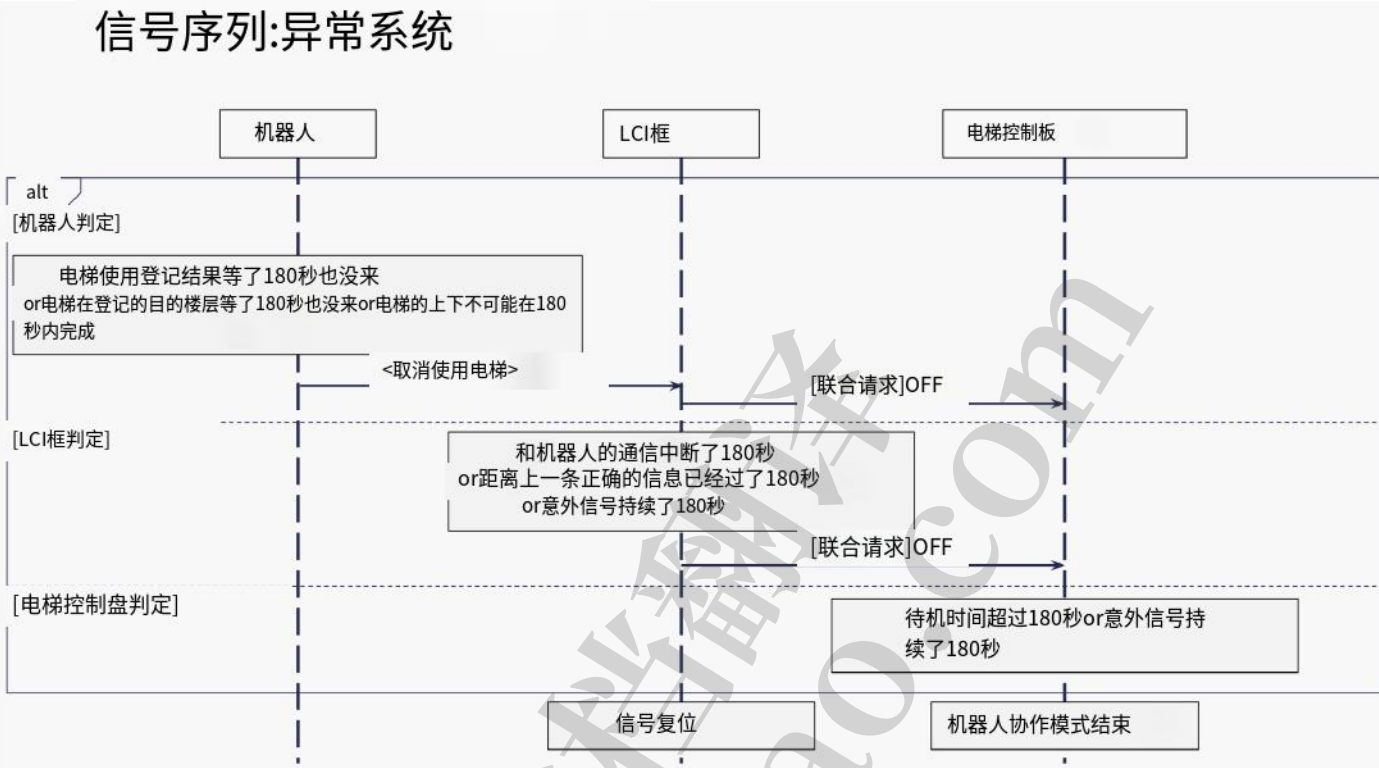 信号序列:异常系统
机器人
LCI框
电梯控制板
alt
[机器人判定]
电梯使用登记结果等了180秒也没来
or电梯在登记的目的楼层等了180秒也没来or电梯的上下不可能在180
秒内完成
<取消使用电梯>
[联合请求]OFF
[LCI框判定]
和机器人的通信中断了180秒
or距离上一条正确的信息已经过了180秒
or意外信号持续了180秒
[联合请求]OFF
[电梯控制盘判定]
待机时间超过180秒or意外信号持
续了180秒
信号复位
机器人协作模式结束
档翻译
ao.com